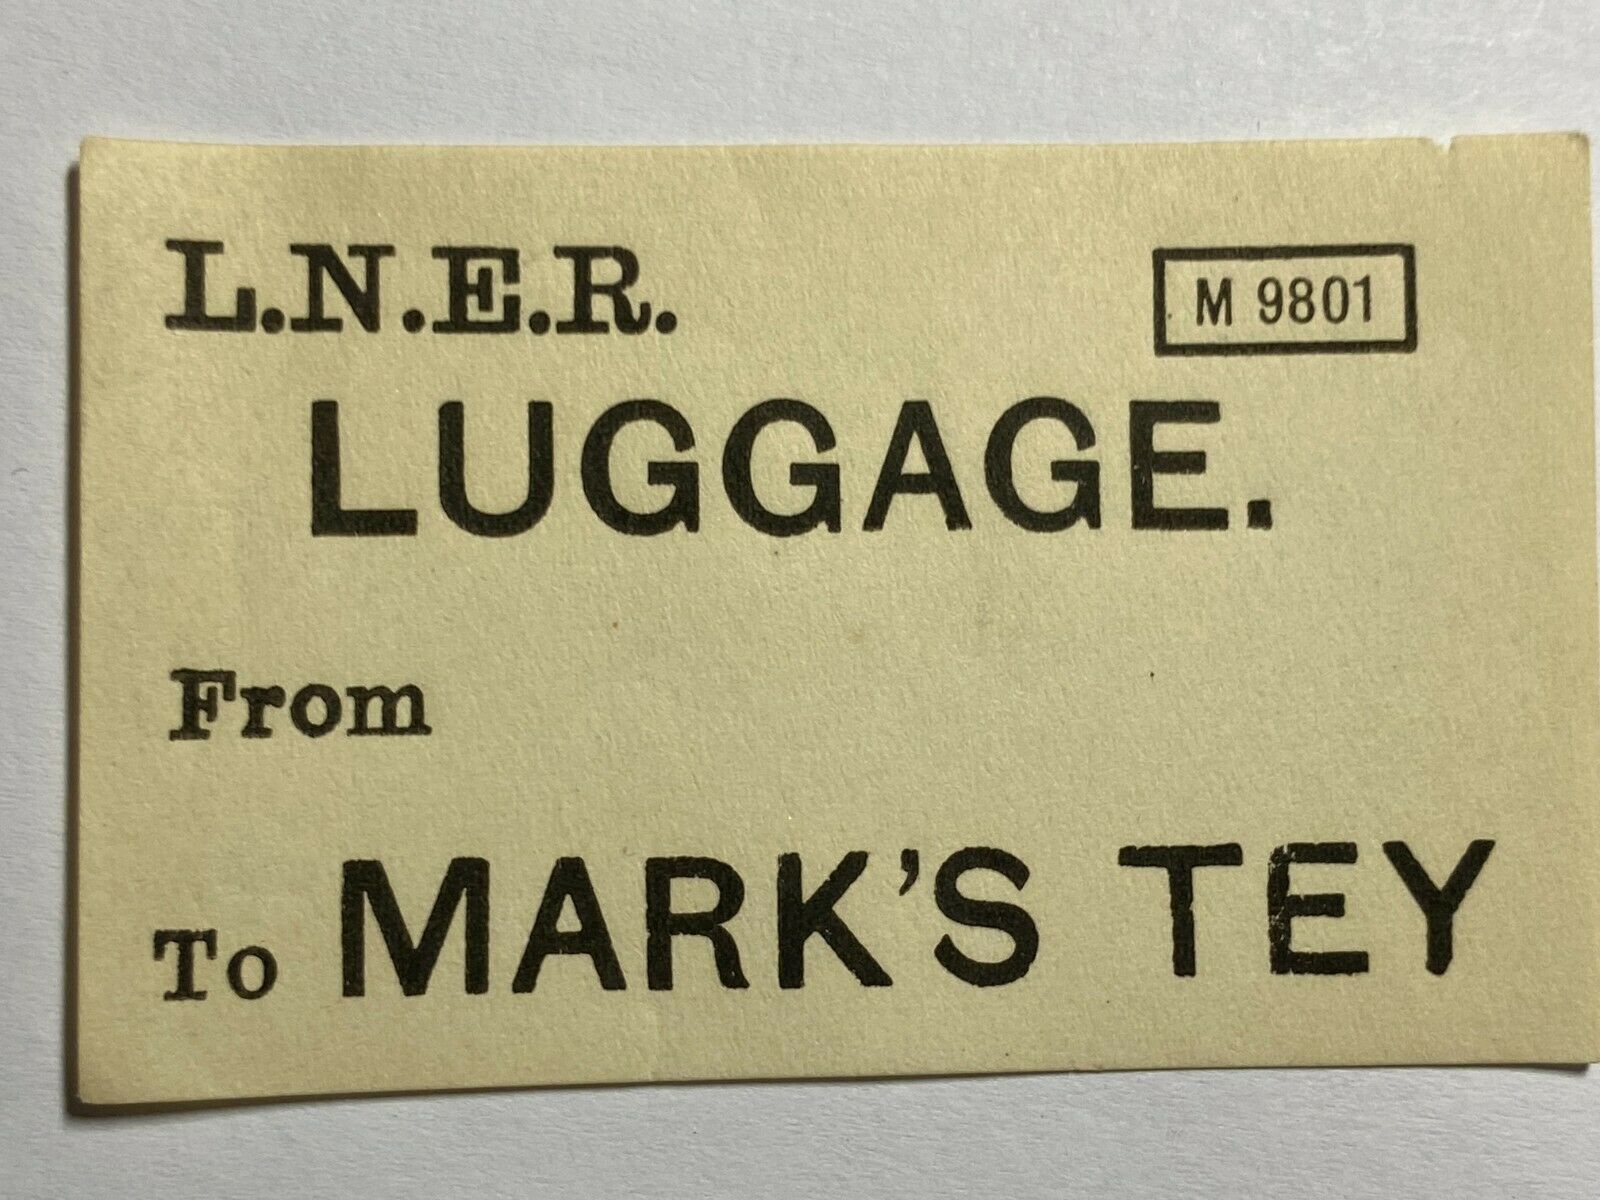 L.N.E.R.
M 9801
LUGGAGE.
From
To MARK'S TEY